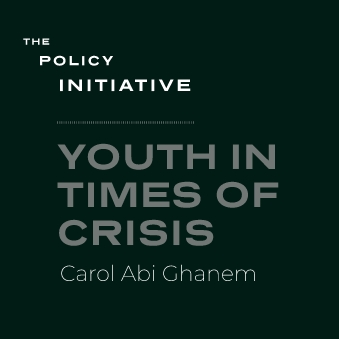 THE
POLICY
INITIATIVE
YOUTH IN
TIMES OF
CRISIS
Carol Abi Ghanem